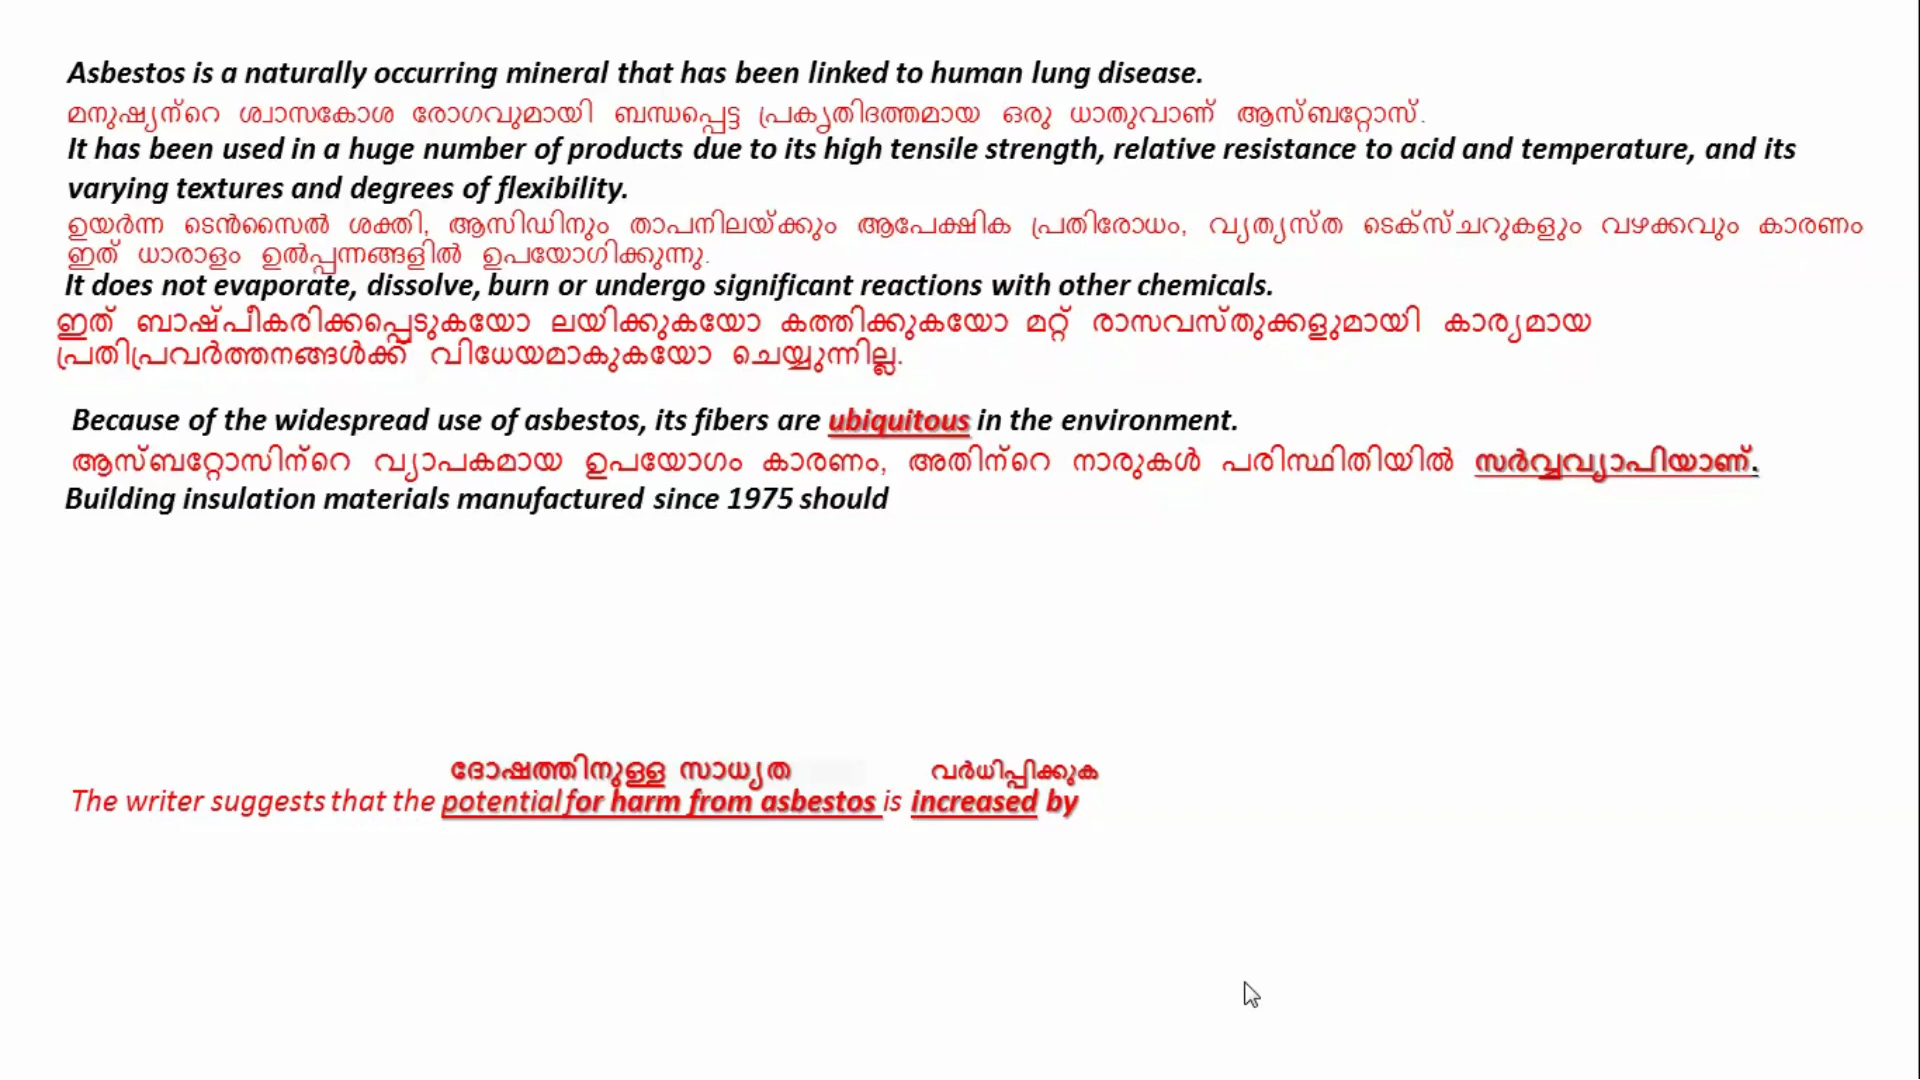 Asbestos is a naturally occurring mineral that has been linked to human lung disease.
മനുഷ്യന്റെ ശ്വാസകോശ രോഗവുമായി ബന്ധപ്പെട്ട പ്രകൃതിദത്തമായ ഒരു ധാതുവാണ് ആസ്ബറ്റോസ്.
It has been used in a huge number of products due to its high tensile strength, relative resistance to acid and temperature, and its
varying textures and degrees of flexibility.
ഉയർന്ന ടെൻസൈൽ ശക്തി, ആസിഡിനും താപനിലയ്ക്കും ആപേക്ഷിക പ്രതിരോധം, വ്യത്യസ്ത ടെക്സ്ചറുകളും വഴക്കവും കാരണം
ഇത് ധാരാളം ഉൽപ്പന്നങ്ങളിൽ ഉപയോഗിക്കുന്നു.
It does not evaporate, dissolve, burn or undergo significant reactions with other chemicals.
ഇത് ബാഷ്പീകരിക്കപ്പെടുകയോ ലയിക്കുകയോ കത്തിക്കുകയോ മറ്റ് രാസവസ്തുക്കളുമായി കാര്യമായ
പ്രതിപ്രവർത്തനങ്ങൾക്ക് വിധേയമാകുകയോ ചെയ്യുന്നില്ല.
Because of the widespread use of asbestos, its fibers are ubiquitous in the environment.
ആസ്ബറ്റോസിന്റെ വ്യാപകമായ ഉപയോഗം കാരണം, അതിന്റെ നാരുകൾ പരിസ്ഥിതിയിൽ സർവ്വവ്യാപിയാണ്.
Building insulation materials manufactured since 1975 should
ദോഷത്തിനുള്ള സാധ്യത വർധിപ്പിക്കുക
The writer suggests that the potential for harm from asbestos is increased by